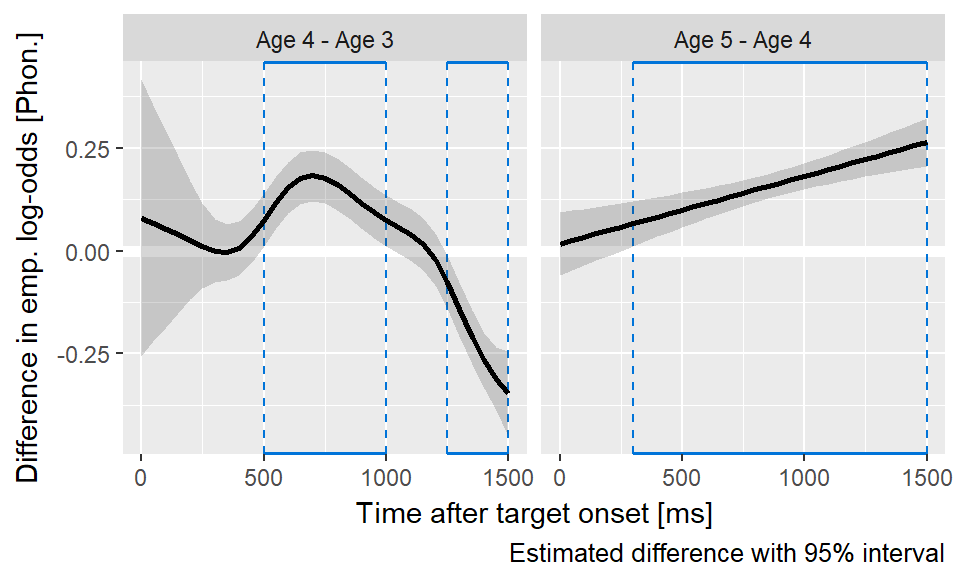 Age 4 - Age 3
Age 5 - Age 4
Difference in emp. log-odds [Phon.]
0.25
0.00
-0.25
0 500 1000 1500
0 500 1000 1500
Time after target onset [ms]
Estimated difference with 95% interval